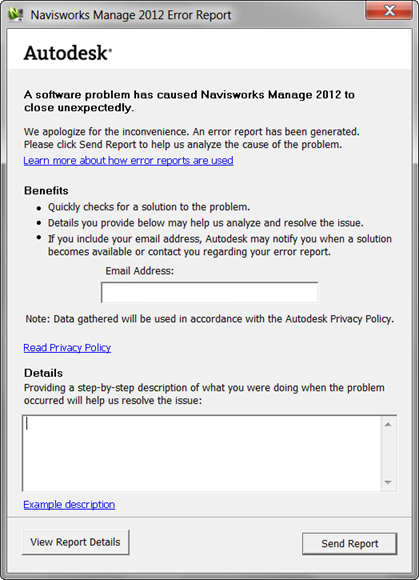 Navisworks Manage 2012 Error Report
Autodesk®
A software problem has caused Navisworks Manage 2012 to
close unexpectedly.
We apologize for the inconvenience. An error report has been generated.
Please click Send Report to help us analyze the cause of the problem.
Learn more about how error reports are used
Benefits
• Quickly checks for a solution to the problem.
• Details you provide below may help us analyze and resolve the issue.
• If you include your email address, Autodesk may notify you when a solution
becomes available or contact you regarding your error report.
Email Address:
Note: Data gathered will be used in accordance with the Autodesk Privacy Policy.
Read Privacy Policy
Details
Providing a step-by-step description of what you were doing when the problem
occurred will help us resolve the issue:
Example description
View Report Details
Send Report